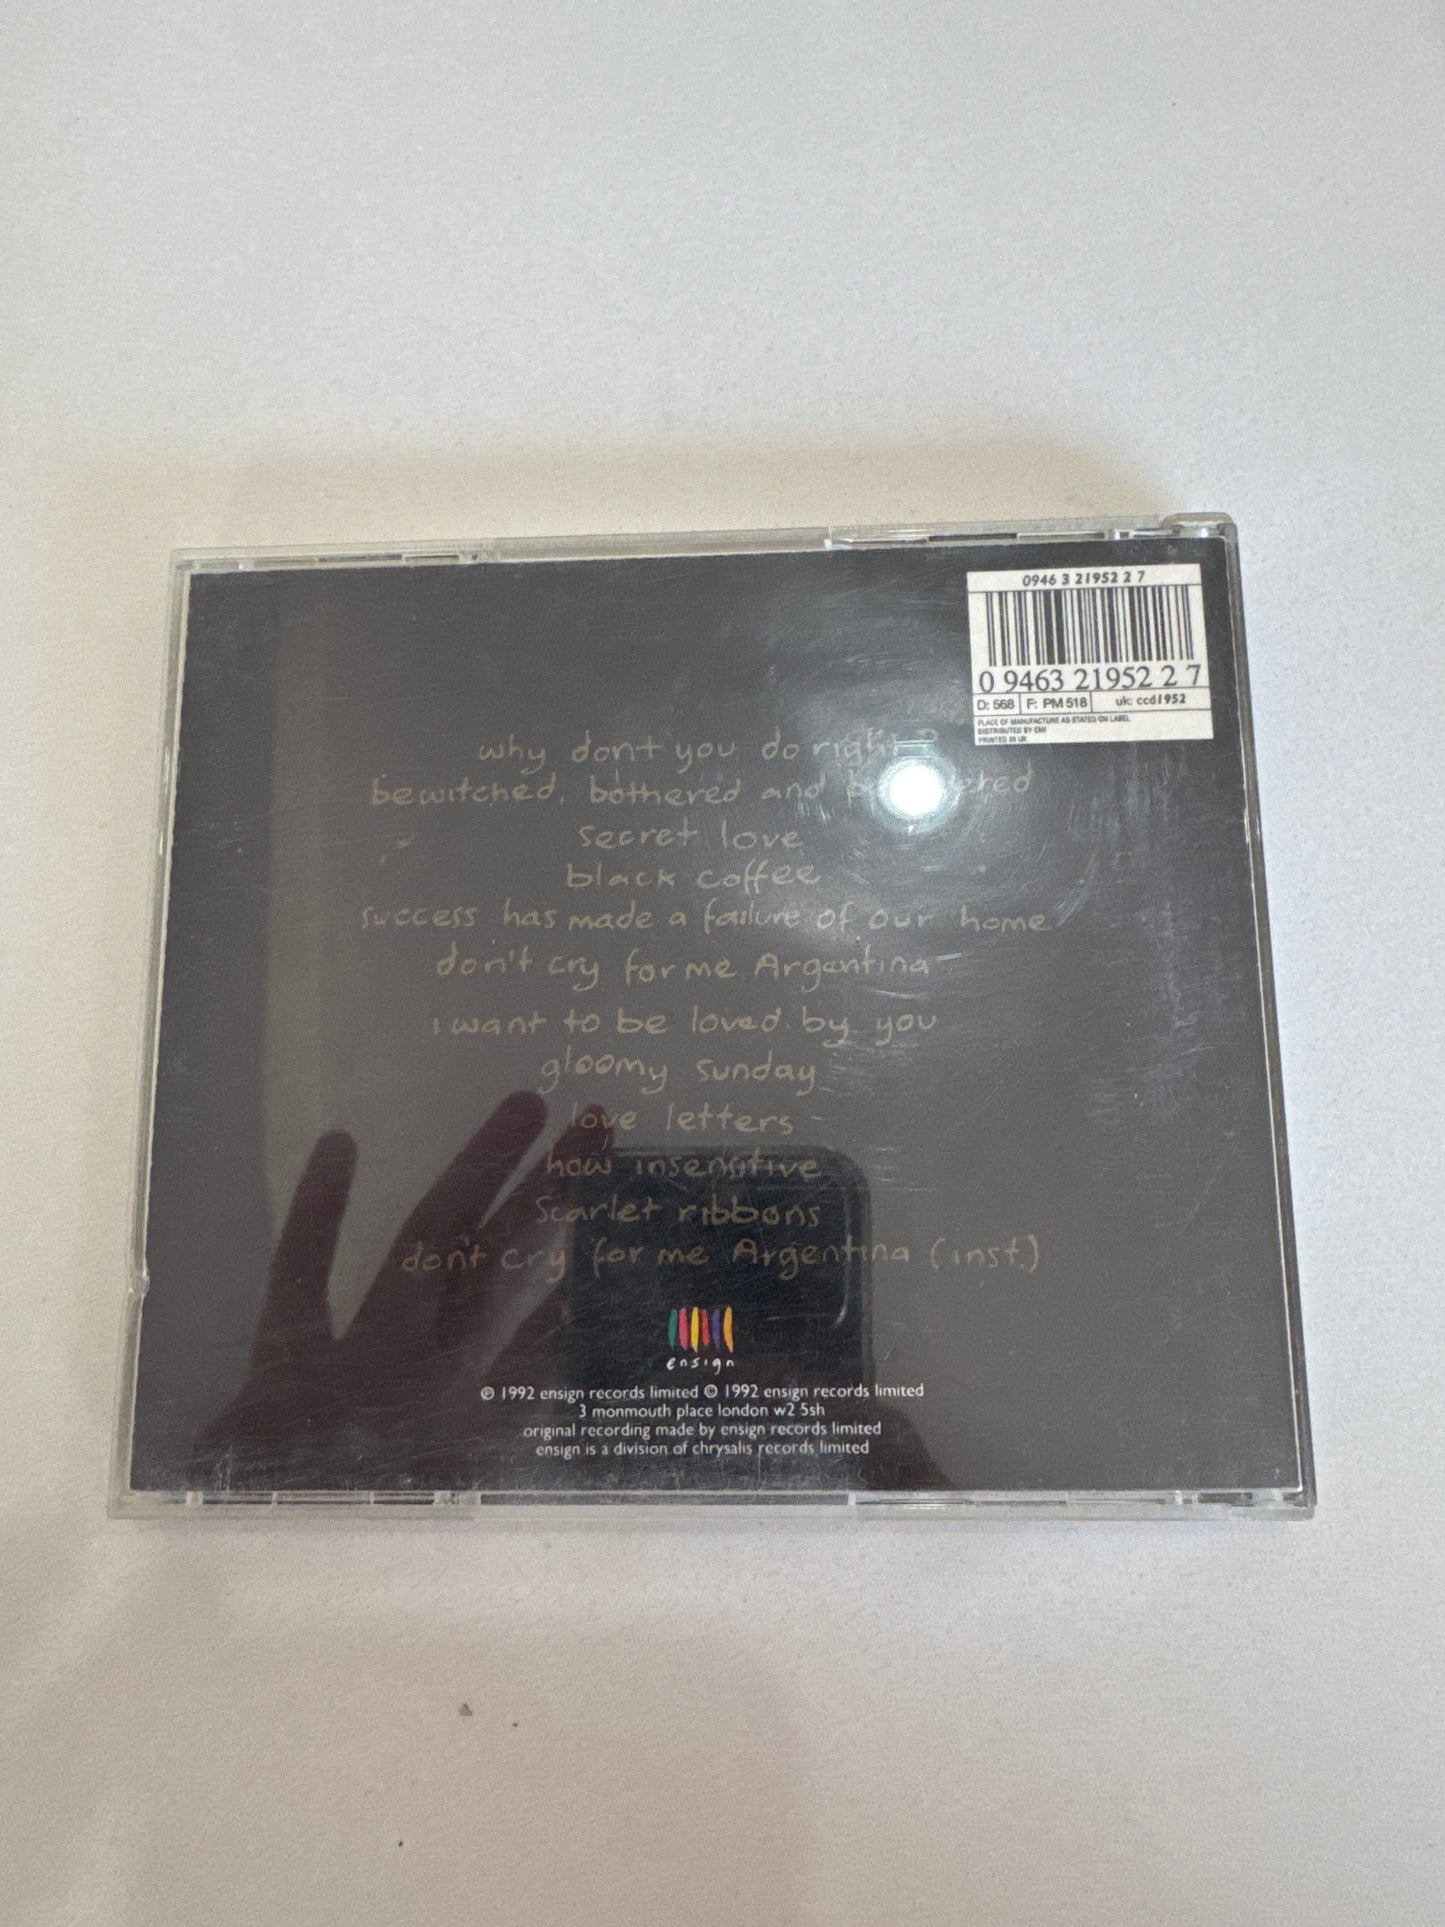 0946 3 21952 2 7
0 9463 21952 2 7
D: 568 F: PM 518 uk: ccd1952
PLACE OF MANUFACTURE AS STATED ON LABEL
DISTRIBUTED BY EMI
PRINTED IN UK
why don't you do right?
bewitched, bothered and
secret love
black coffee
success has made a failure of our home
don't cry for me Argentina
i want to be loved by you
gloomy sunday
love letters
how insensitive
Scarlet ribbons
don't cry for me Argentina (inst.)
ensign
℗ 1992 ensign records limited © 1992 ensign records limited
3 monmouth place london w2 5sh
original recording made by ensign records limited
ensign is a division of chrysalis records limited